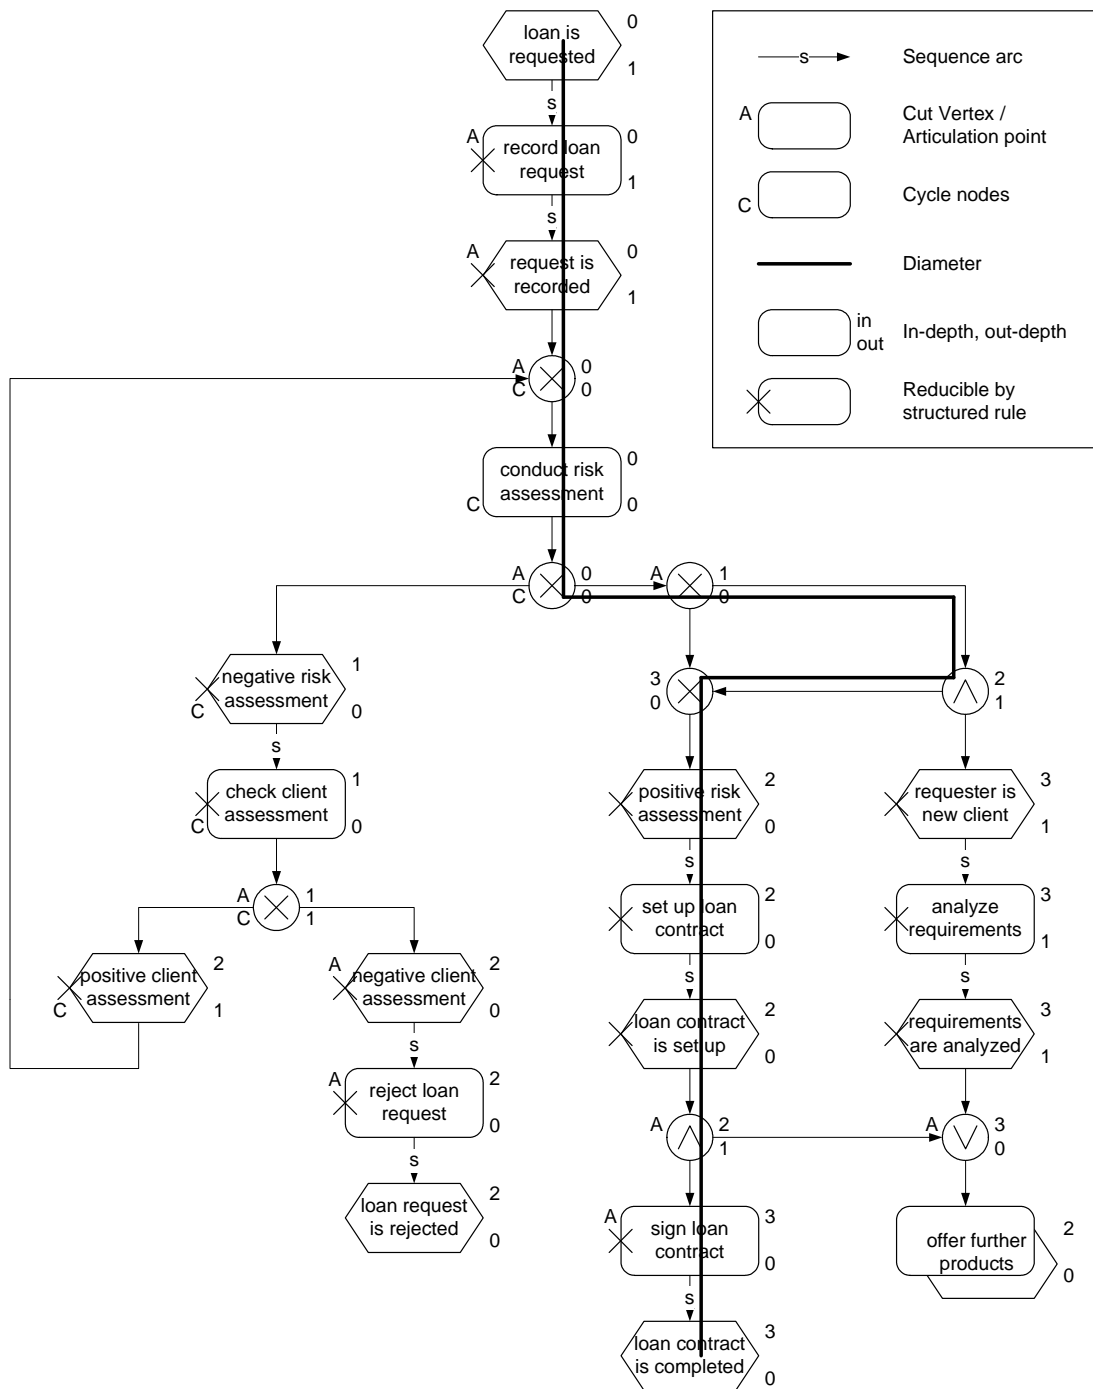 loan is
requested
0
1
s
A
record loan
request
0
1
s
A
request is
recorded
0
1
A
C
0
0
C
conduct risk
assessment
0
0
A
C
0
0
A
1
0
C
negative risk
assessment
1
0
s
C
check client
assessment
1
0
A
C
1
1
C
positive client
assessment
2
1
A
negative client
assessment
2
0
s
A
reject loan
request
2
0
s
loan request
is rejected
2
0
3
0
2
1
positive risk
assessment
2
0
s
set up loan
contract
2
0
s
loan contract
is set up
2
0
A
2
1
A
sign loan
contract
3
0
s
loan contract
is completed
3
0
requester is
new client
3
1
s
analyze
requirements
3
1
s
requirements
are analyzed
3
1
A
3
0
offer further
products
2
0
s
Sequence arc
A
Cut Vertex /
Articulation point
C
Cycle nodes
Diameter
in
out
In-depth, out-depth
Reducible by
structured rule